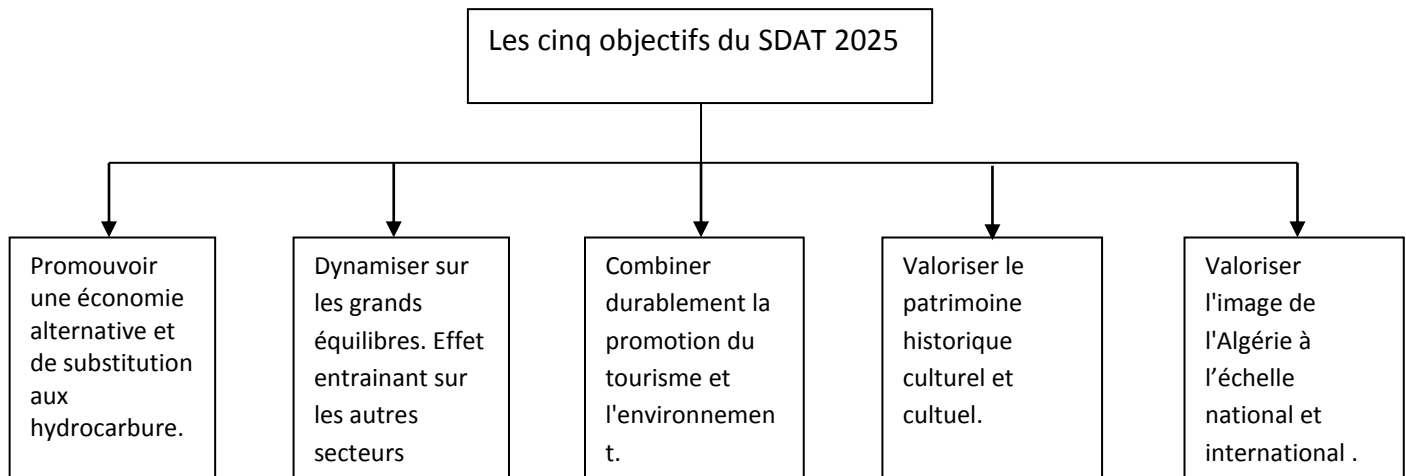 Les cinq objectifs du SDAT 2025
Promouvoir
une économie
alternative et
de substitution
aux
hydrocarbure.
Dynamiser sur
les grands
équilibres. Effet
entrainant sur
les autres
secteurs
Combiner
durablement la
promotion du
tourisme et
l'environnemen
t.
Valoriser le
patrimoine
historique
culturel et
cultuel.
Valoriser
l'image de
l'Algérie à
l’échelle
national et
international .